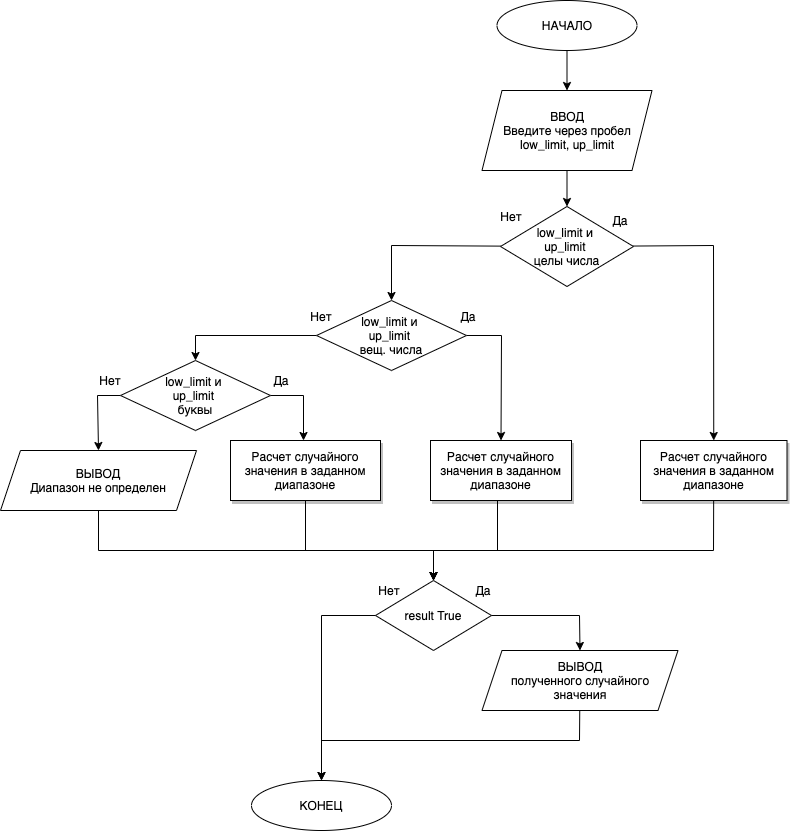 НАЧАЛО
ВВОД
Введите через пробел
low_limit, up_limit
Нет
Да
low_limit и
up_limit
целы числа
Нет
Да
low_limit и
up_limit
вещ. числа
Нет
Да
low_limit и
up_limit
буквы
ВЫВОД
Диапазон не определен
Расчет случайного
значения в заданном
диапазоне
Расчет случайного
значения в заданном
диапазоне
Расчет случайного
значения в заданном
диапазоне
Нет
Да
result True
ВЫВОД
полученного случайного
значения
КОНЕЦ